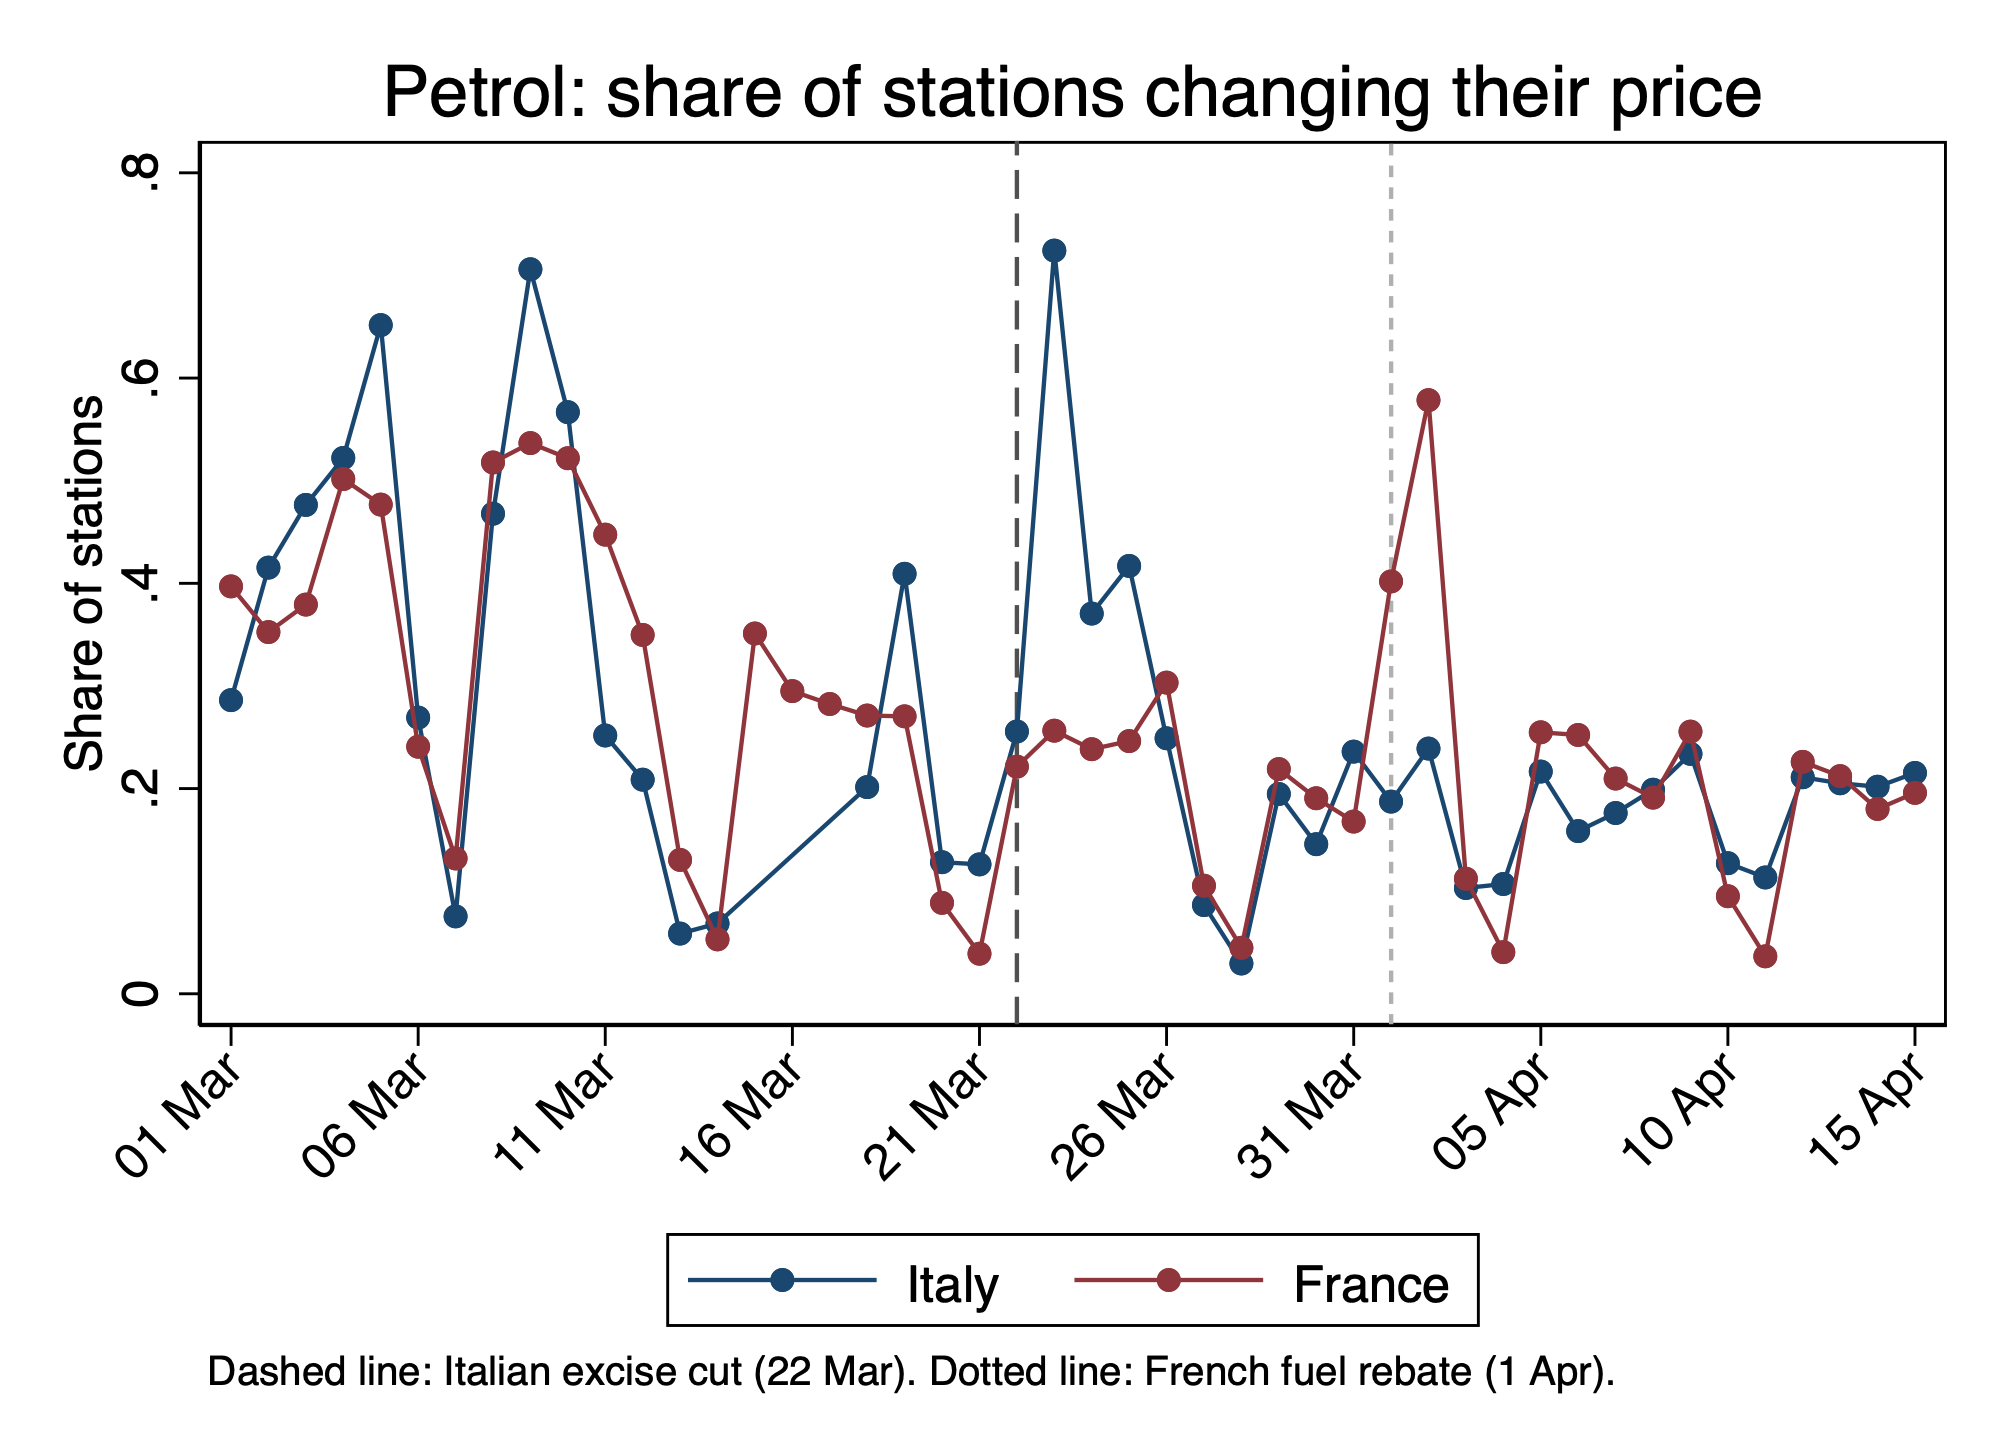 Petrol: share of stations changing their price
Share of stations
.8
.6
.4
.2
0
01 Mar
06 Mar
11 Mar
16 Mar
21 Mar
26 Mar
31 Mar
05 Apr
10 Apr
15 Apr
Italy
France
Dashed line: Italian excise cut (22 Mar). Dotted line: French fuel rebate (1 Apr).